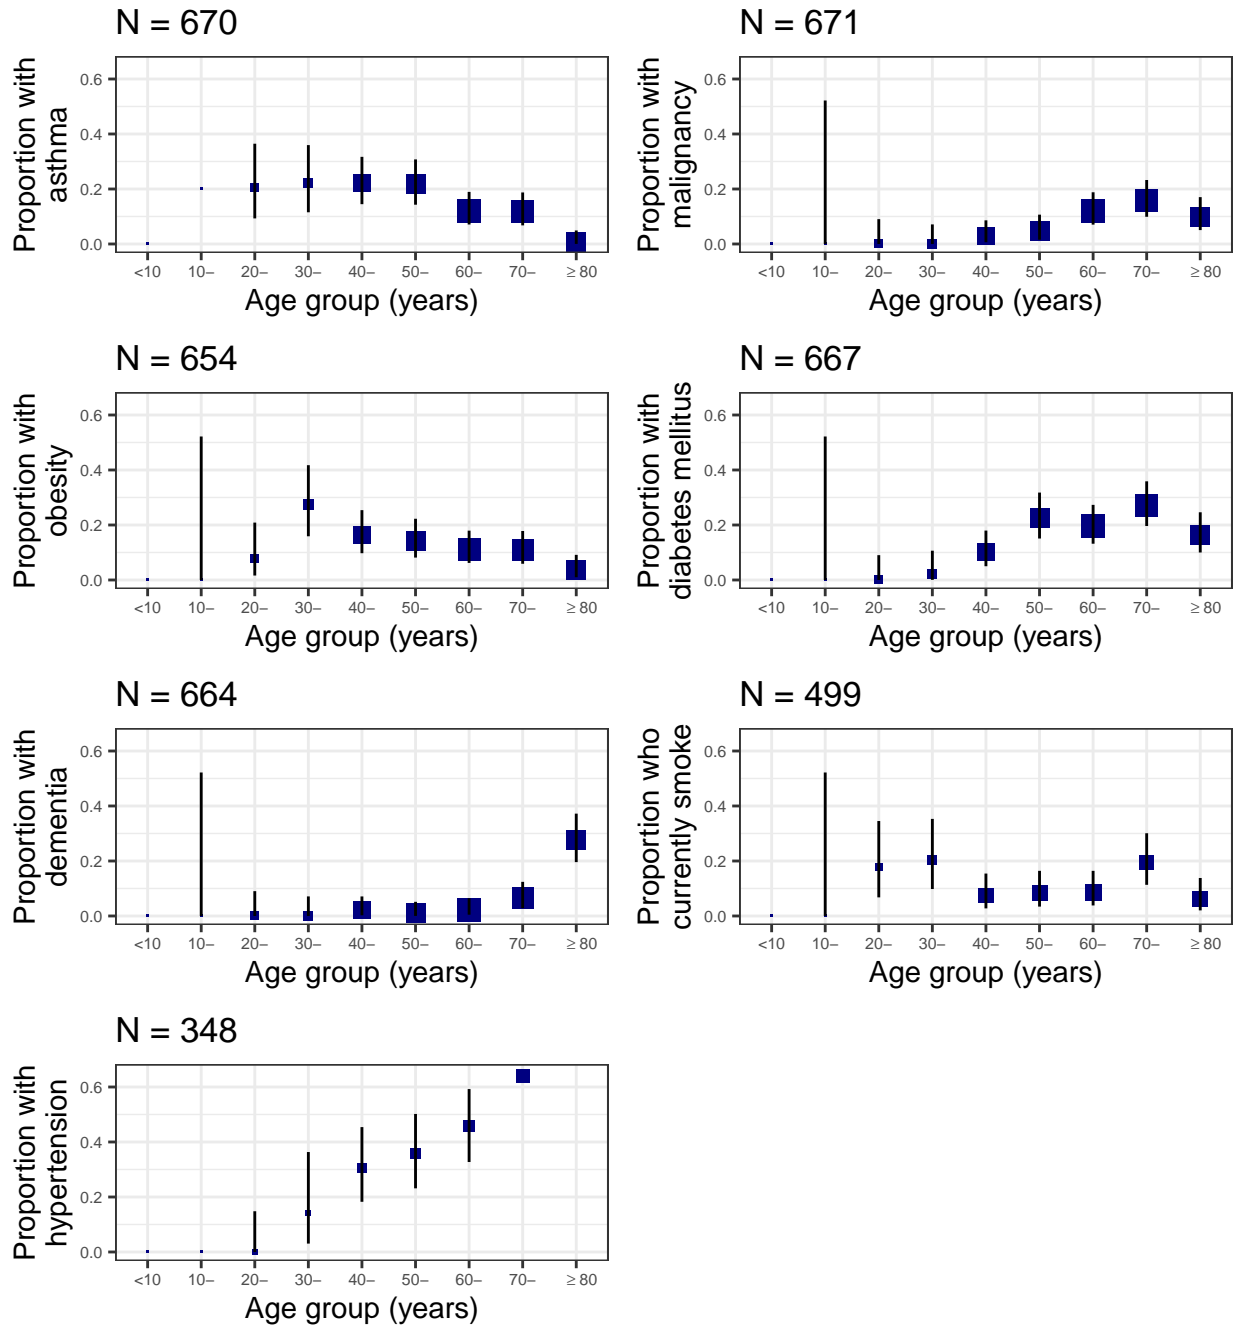 N = 670
Proportion with
asthma
0.6
0.4
0.2
0.0
<10 10– 20– 30– 40– 50– 60– 70– ≥ 80
Age group (years)
N = 671
Proportion with
malignancy
0.6
0.4
0.2
0.0
<10 10– 20– 30– 40– 50– 60– 70– ≥ 80
Age group (years)
N = 654
Proportion with
obesity
0.6
0.4
0.2
0.0
<10 10– 20– 30– 40– 50– 60– 70– ≥ 80
Age group (years)
N = 667
Proportion with
diabetes mellitus
0.6
0.4
0.2
0.0
<10 10– 20– 30– 40– 50– 60– 70– ≥ 80
Age group (years)
N = 664
Proportion with
dementia
0.6
0.4
0.2
0.0
<10 10– 20– 30– 40– 50– 60– 70– ≥ 80
Age group (years)
N = 499
Proportion who
currently smoke
0.6
0.4
0.2
0.0
<10 10– 20– 30– 40– 50– 60– 70– ≥ 80
Age group (years)
N = 348
Proportion with
hypertension
0.6
0.4
0.2
0.0
<10 10– 20– 30– 40– 50– 60– 70– ≥ 80
Age group (years)